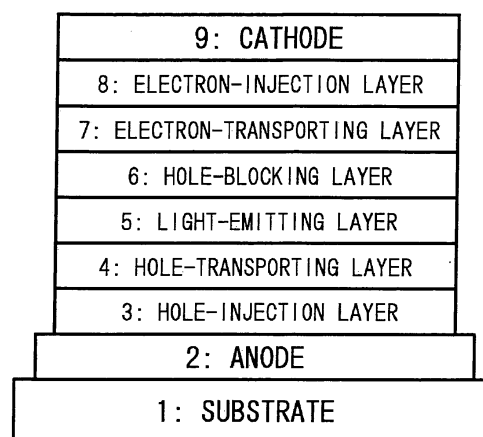 9: CATHODE
8: ELECTRON-INJECTION LAYER
7: ELECTRON-TRANSPORTING LAYER
6: HOLE-BLOCKING LAYER
5: LIGHT-EMITTING LAYER
4: HOLE-TRANSPORTING LAYER
3: HOLE-INJECTION LAYER
2: ANODE
1: SUBSTRATE